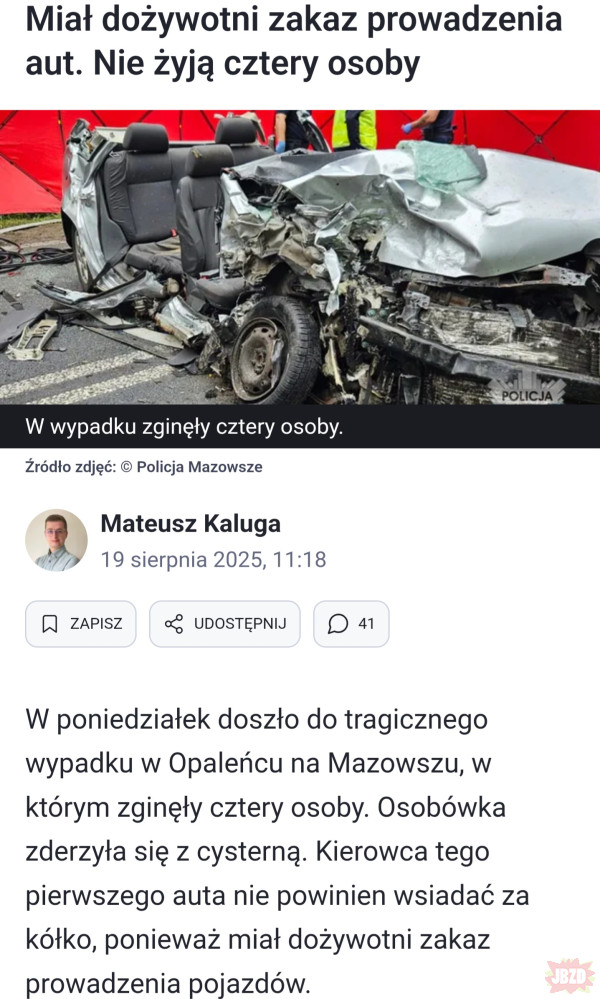 Miał dożywotni zakaz prowadzenia
aut. Nie żyją cztery osoby
POLICJA
W wypadku zginęły cztery osoby.
Źródło zdjęć: © Policja Mazowsze
Mateusz Kaluga
19 sierpnia 2025, 11:18
ZAPISZ
UDOSTĘPNIJ
41
W poniedziałek doszło do tragicznego
wypadku w Opaleńcu na Mazowszu, w
którym zginęły cztery osoby. Osobówka
zderzyła się z cysterną. Kierowca tego
pierwszego auta nie powinien wsiadać za
kółko, ponieważ miał dożywotni zakaz
prowadzenia pojazdów.
JBZD